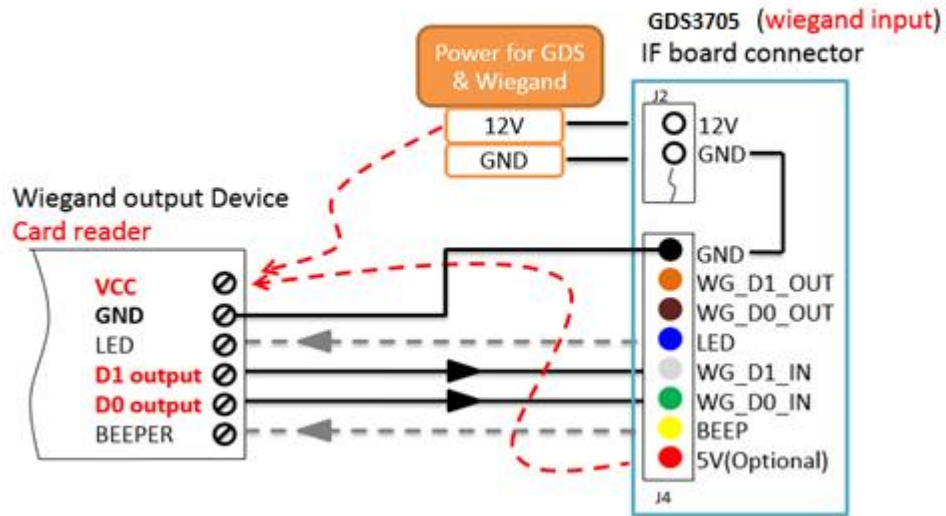 GDS3705 (wiegand input)
IF board connector
Power for GDS
& Wiegand
12V
GND
J2
12V
GND
Wiegand output Device
Card reader
VCC
GND
LED
D1 output
D0 output
BEEPER
GND
WG_D1_OUT
WG_D0_OUT
LED
WG_D1_IN
WG_D0_IN
BEEP
5V(Optional)
J4